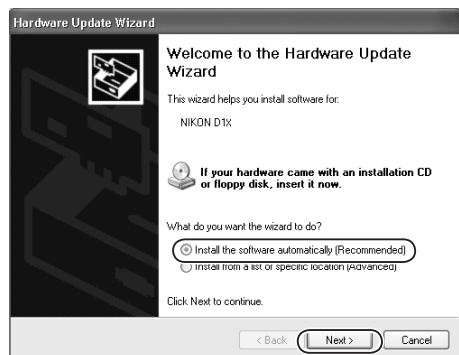 Hardware Update Wizard
Welcome to the Hardware Update
Wizard
This wizard helps you install software for:
NIKON D1X
If your hardware came with an installation CD
or floppy disk, insert it now.
What do you want the wizard to do?
Install the software automatically (Recommended)
Install from a list or specific location (Advanced)
Click Next to continue.
< Back
Next >
Cancel